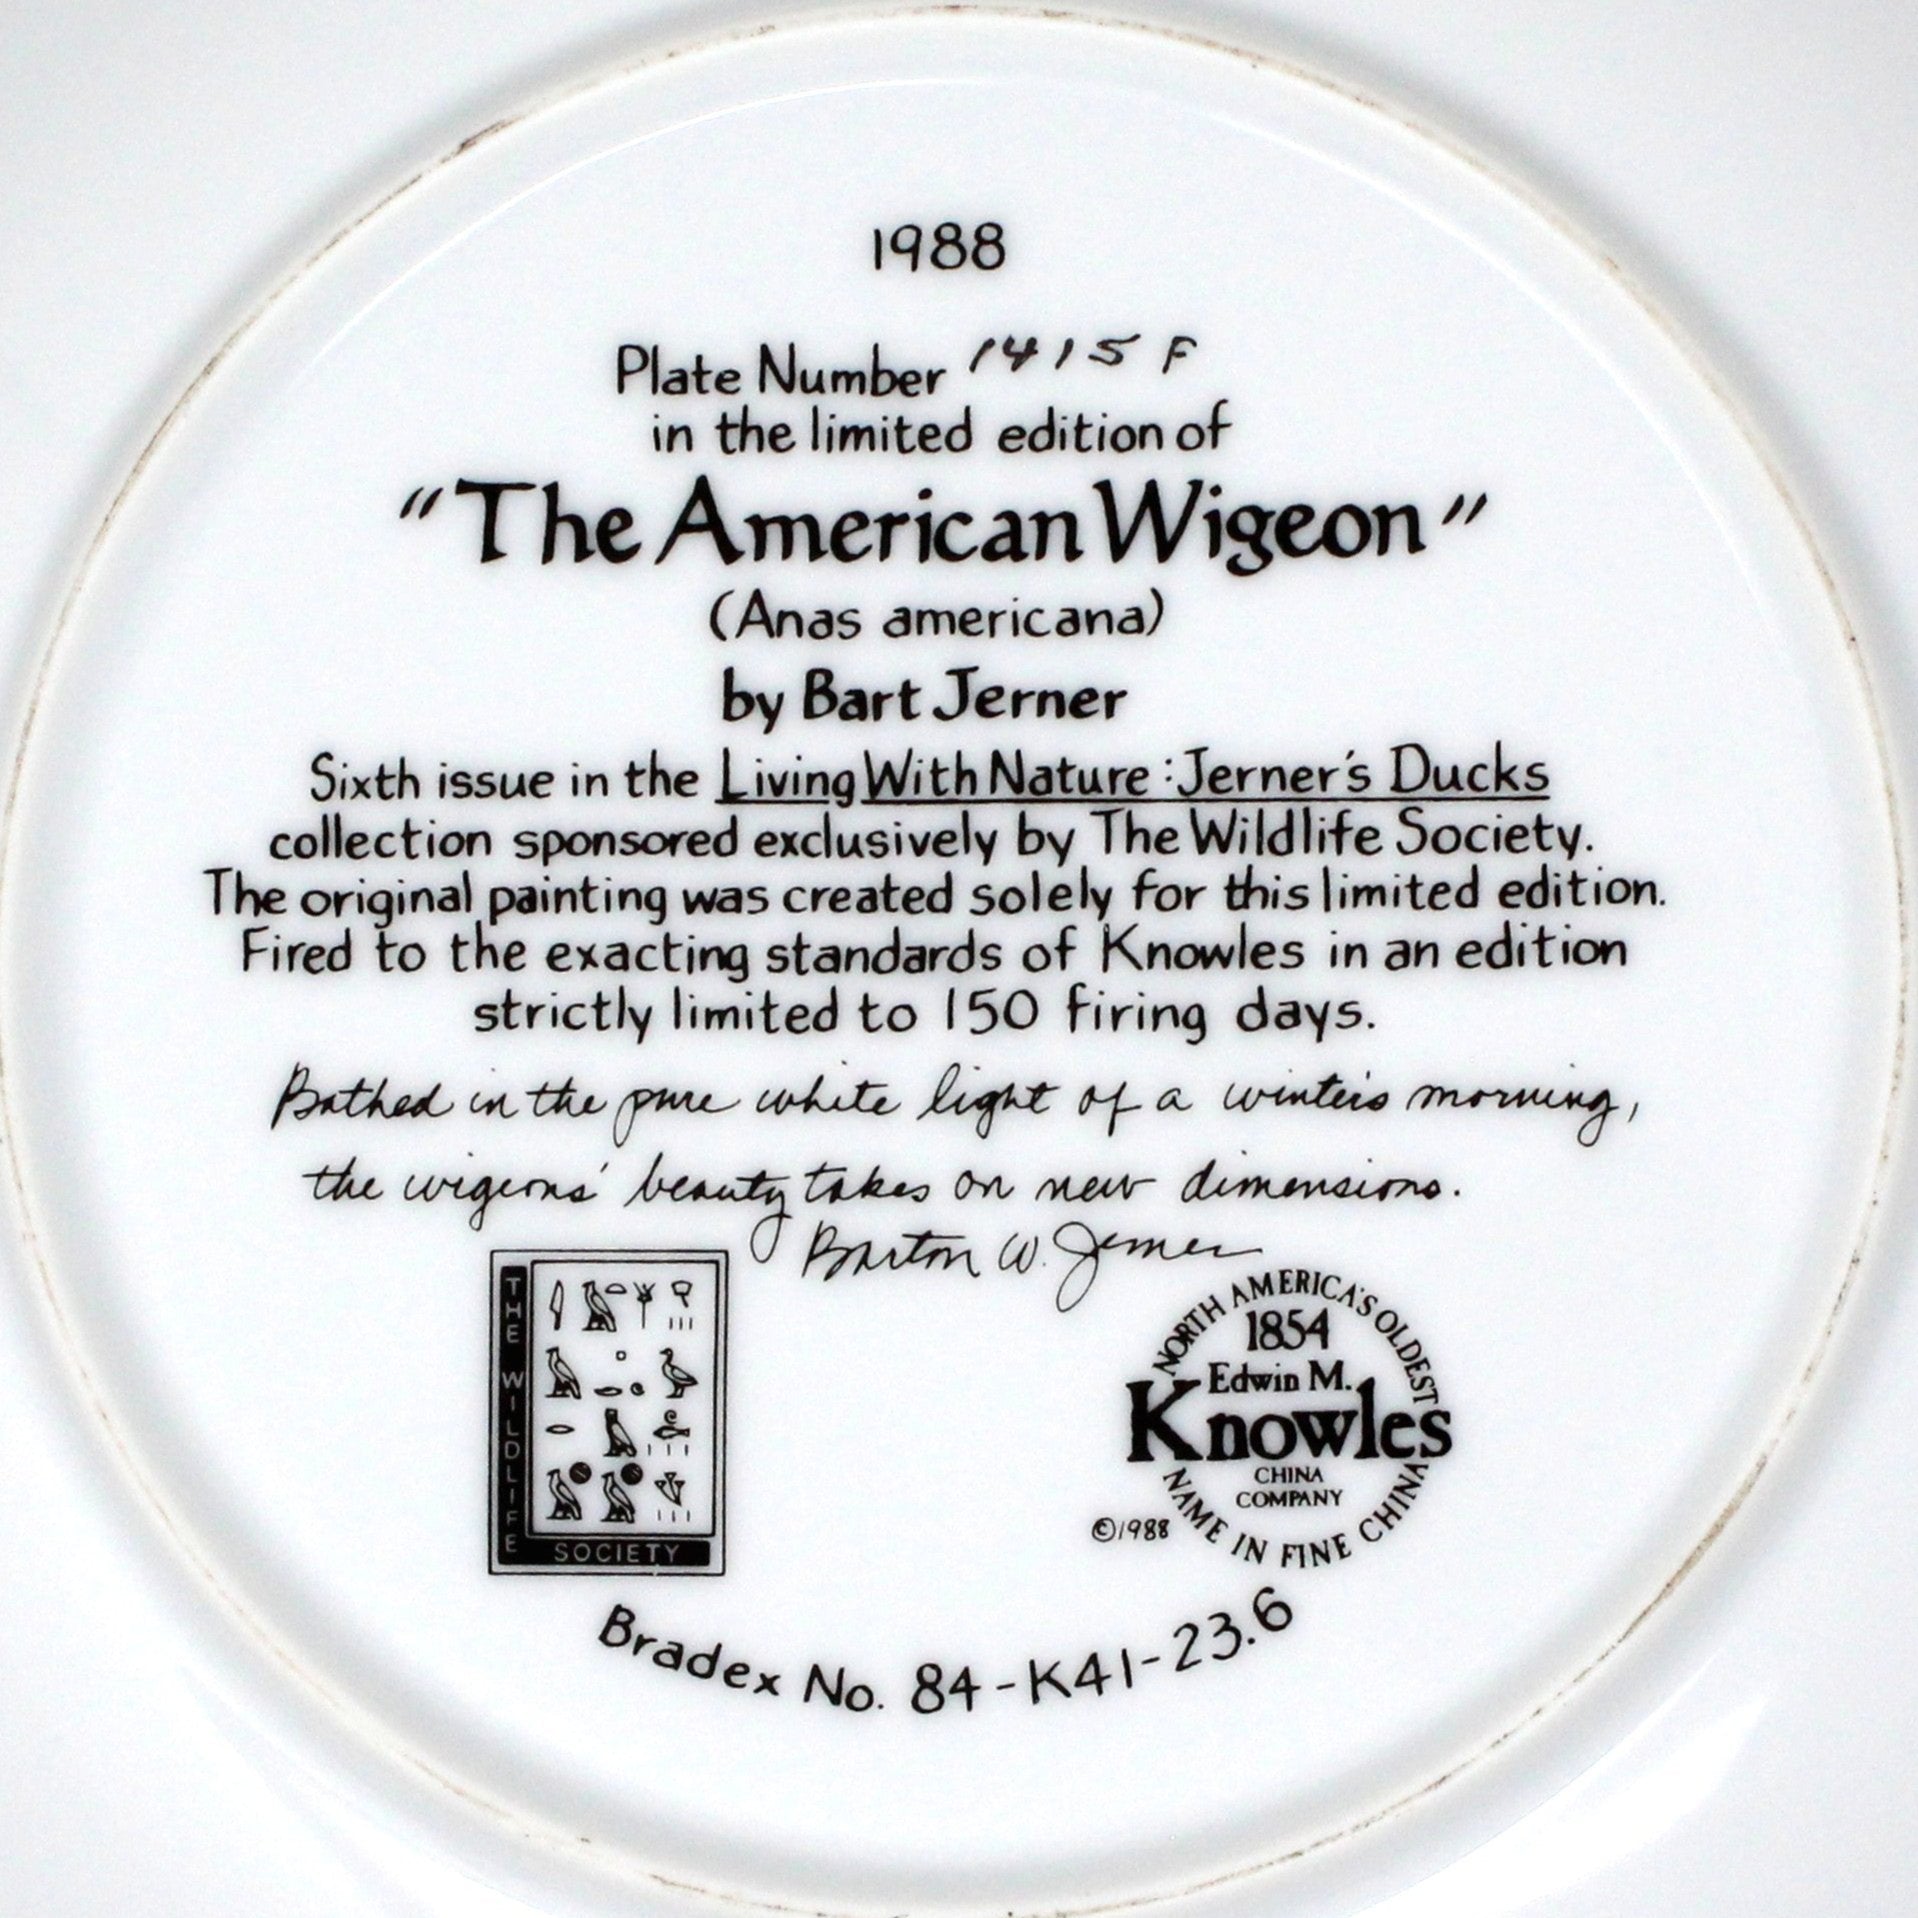 1988
Plate Number 1415 F
in the limited edition of
"The American Wigeon"
(Anas americana)
by Bart Jerner
Sixth issue in the Living With Nature: Jerner's Ducks
collection sponsored exclusively by The Wildlife Society.
The original painting was created solely for this limited edition.
Fired to the exacting standards of Knowles in an edition
strictly limited to 150 firing days.
Bathed in the pure white light of a winter's morning,
the wigeons' beauty takes on new dimensions.
Barton W. Jerner
THE WILDLIFE
SOCIETY
NORTH AMERICA'S OLDEST
1854
Edwin M.
Knowles
CHINA
COMPANY
NAME IN FINE CHINA
©1988
Bradex No. 84-K41-23.6